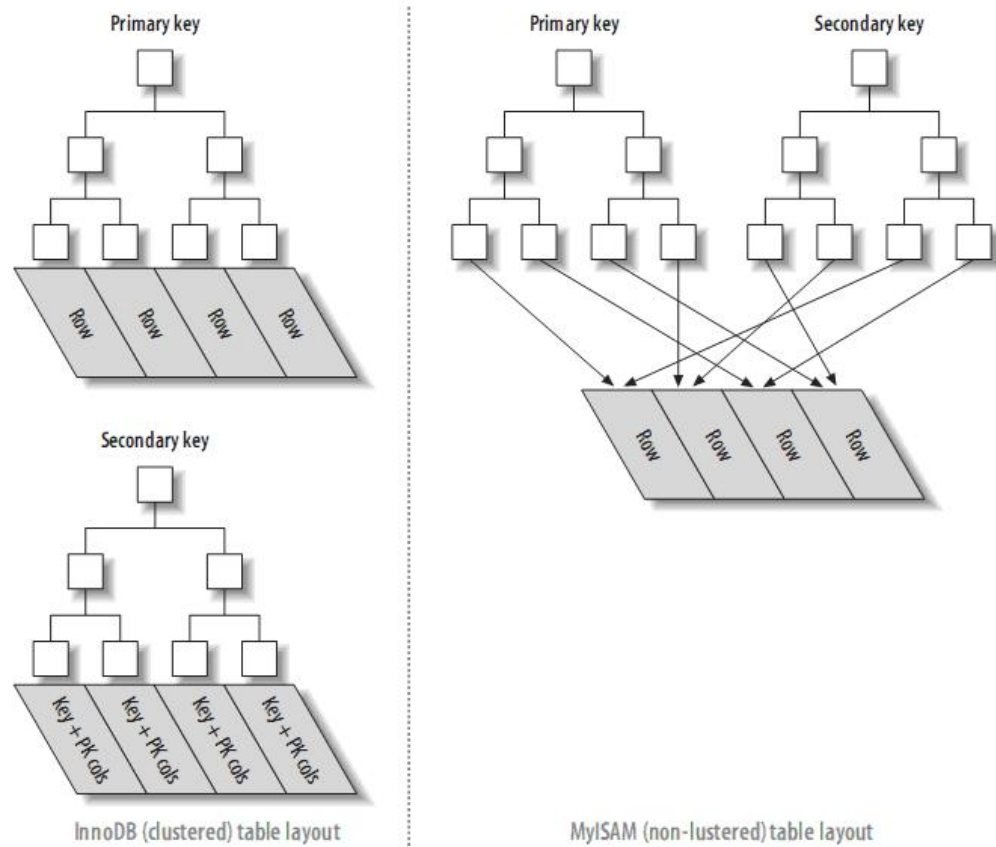 Primary key
Row
Row
Row
Row
Secondary key
Key + PK cols
Key + PK cols
Key + PK cols
Key + PK cols
InnoDB (clustered) table layout
Primary key
Secondary key
Row
Row
Row
Row
MyISAM (non-lustered) table layout